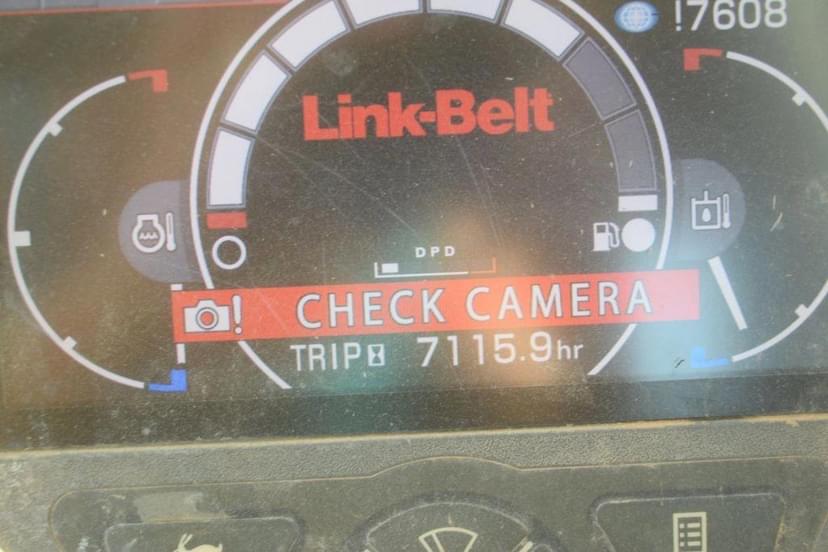 !7608
Link-Belt
DPD
CHECK CAMERA
TRIP 7115.9hr